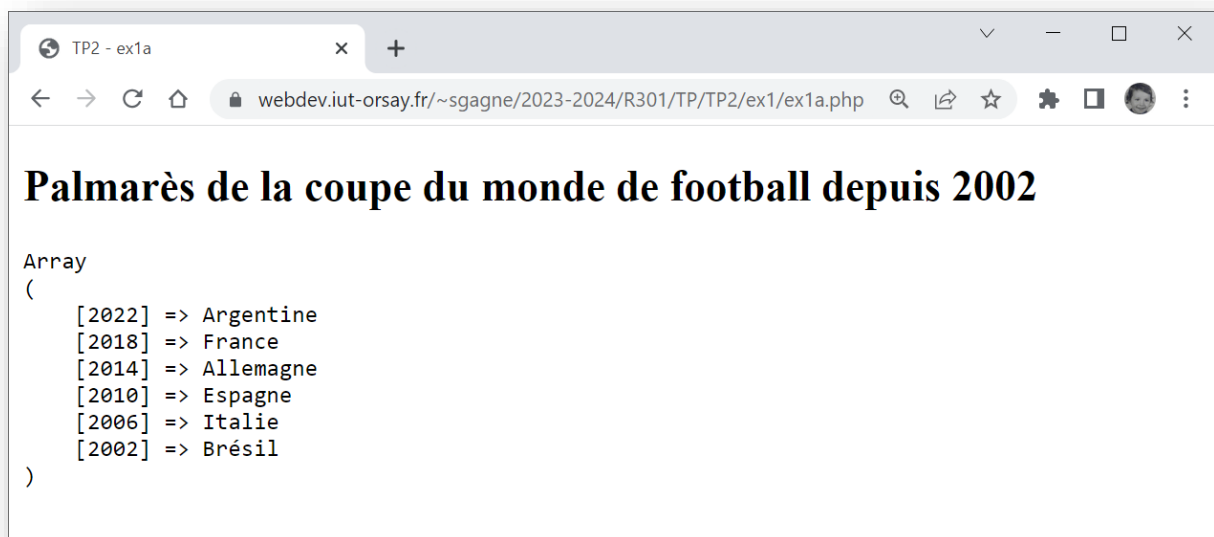 TP2 - ex1a
webdev.iut-orsay.fr/~sgagne/2023-2024/R301/TP/TP2/ex1/ex1a.php
Palmarès de la coupe du monde de football depuis 2002
Array
(
[2022] => Argentine
[2018] => France
[2014] => Allemagne
[2010] => Espagne
[2006] => Italie
[2002] => Brésil
)